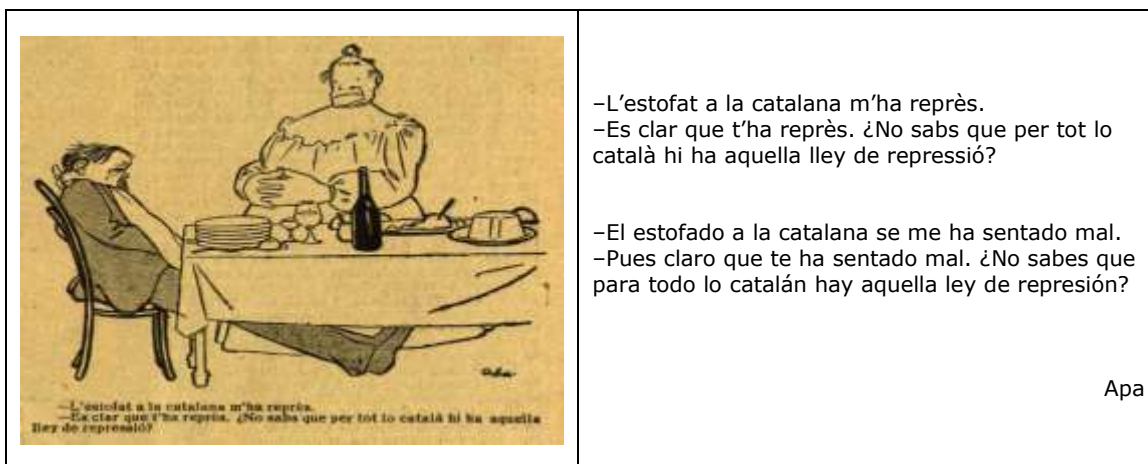 –L'estofat a la catalana m'ha reprès.
–Es clar que t'ha reprès. ¿No sabs que per tot lo
català hi ha aquella lley de repressió?
–El estofado a la catalana se me ha sentado mal.
–Pues claro que te ha sentado mal. ¿No sabes que
para todo lo catalán hay aquella ley de represión?
Apa
Apa
—L'estofat a la catalana m'ha reprès.
—Es clar que t'ha reprès. ¿No sabs que per tot lo català hi ha aquella
lley de repressió?